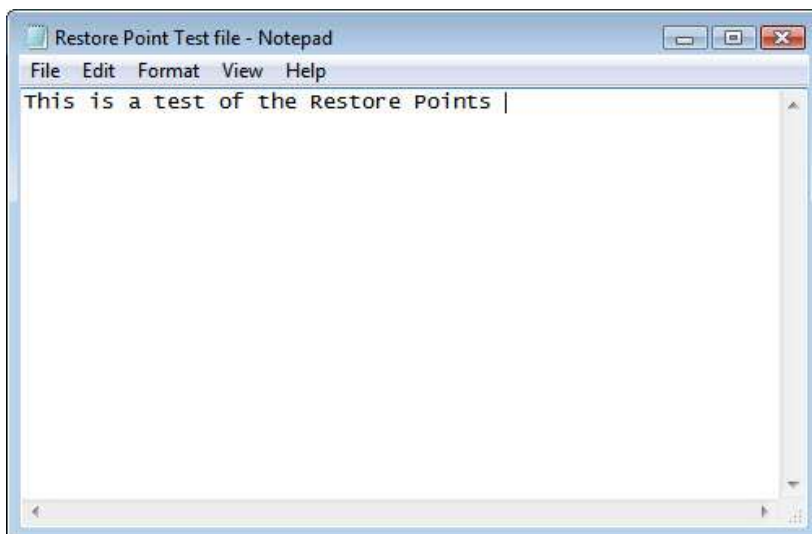 Restore Point Test file - Notepad
File Edit Format View Help
This is a test of the Restore Points